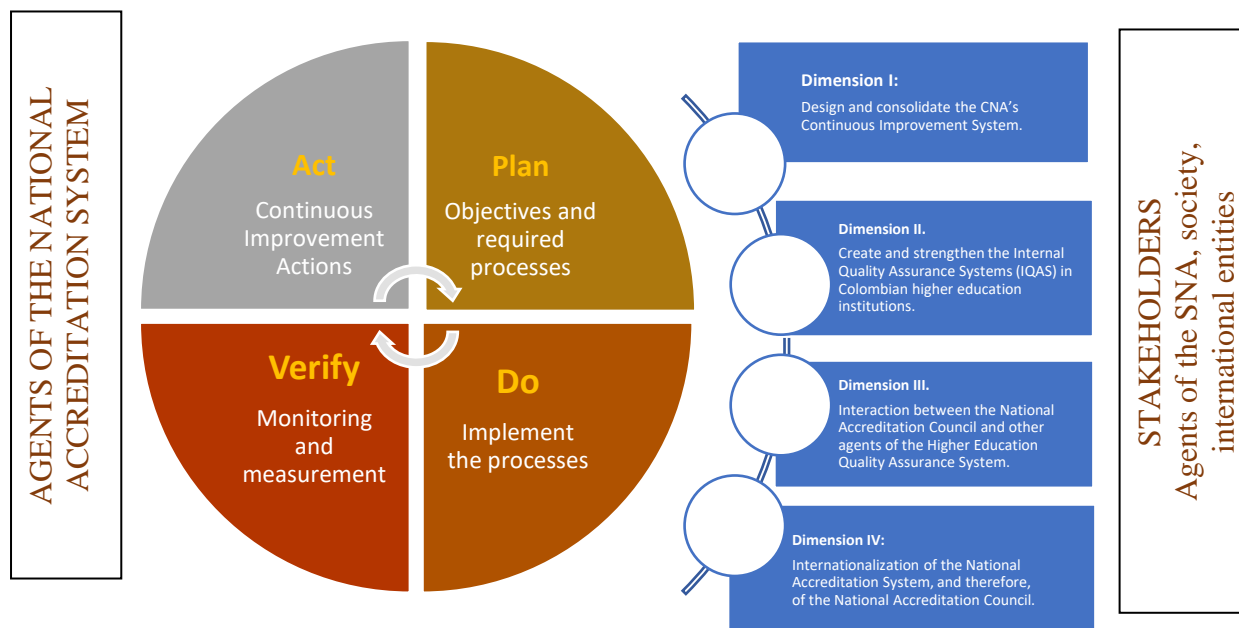 AGENTS OF THE NATIONAL
ACCREDITATION SYSTEM
Act
Continuous
Improvement
Actions
Plan
Objectives and
required
processes
Verify
Monitoring
and
measurement
Do
Implement
the processes
Dimension I:
Design and consolidate the CNA’s
Continuous Improvement System.
Dimension II.
Create and strengthen the Internal
Quality Assurance Systems (IQAS) in
Colombian higher education
institutions.
Dimension III.
Interaction between the National
Accreditation Council and other
agents of the Higher Education
Quality Assurance System.
Dimension IV:
Internationalization of the National
Accreditation System, and therefore,
of the National Accreditation Council.
STAKEHOLDERS
Agents of the SNA, society,
international entities